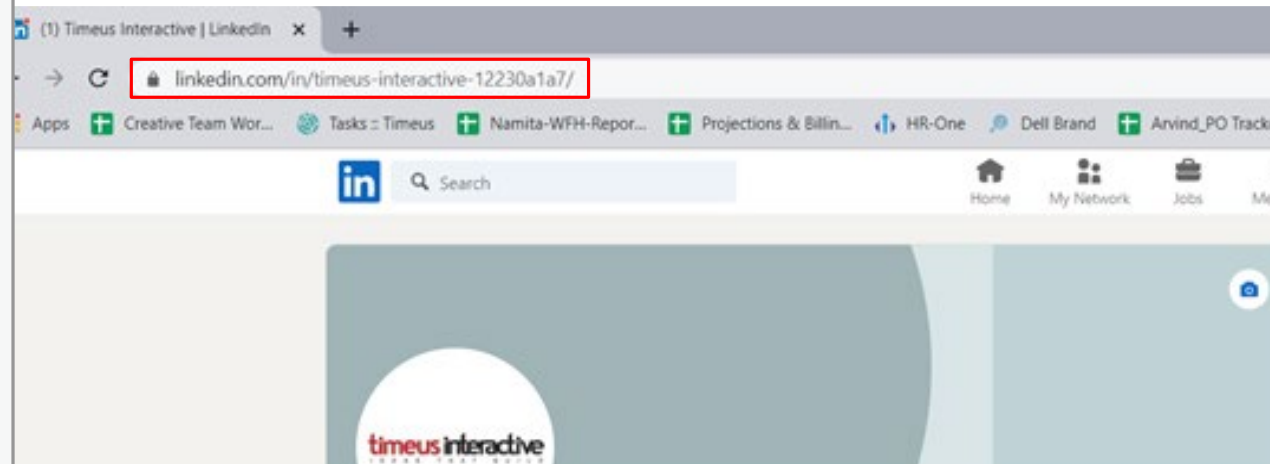 (1) Timeus Interactive | LinkedIn
linkedin.com/in/timeus-interactive-12230a1a7/
Apps Creative Team Wor... Tasks :: Timeus Namita-WFH-Repor... Projections & Billin... HR-One Dell Brand Arvind_PO Track
in Search
Home My Network Jobs Me
timeus interactive